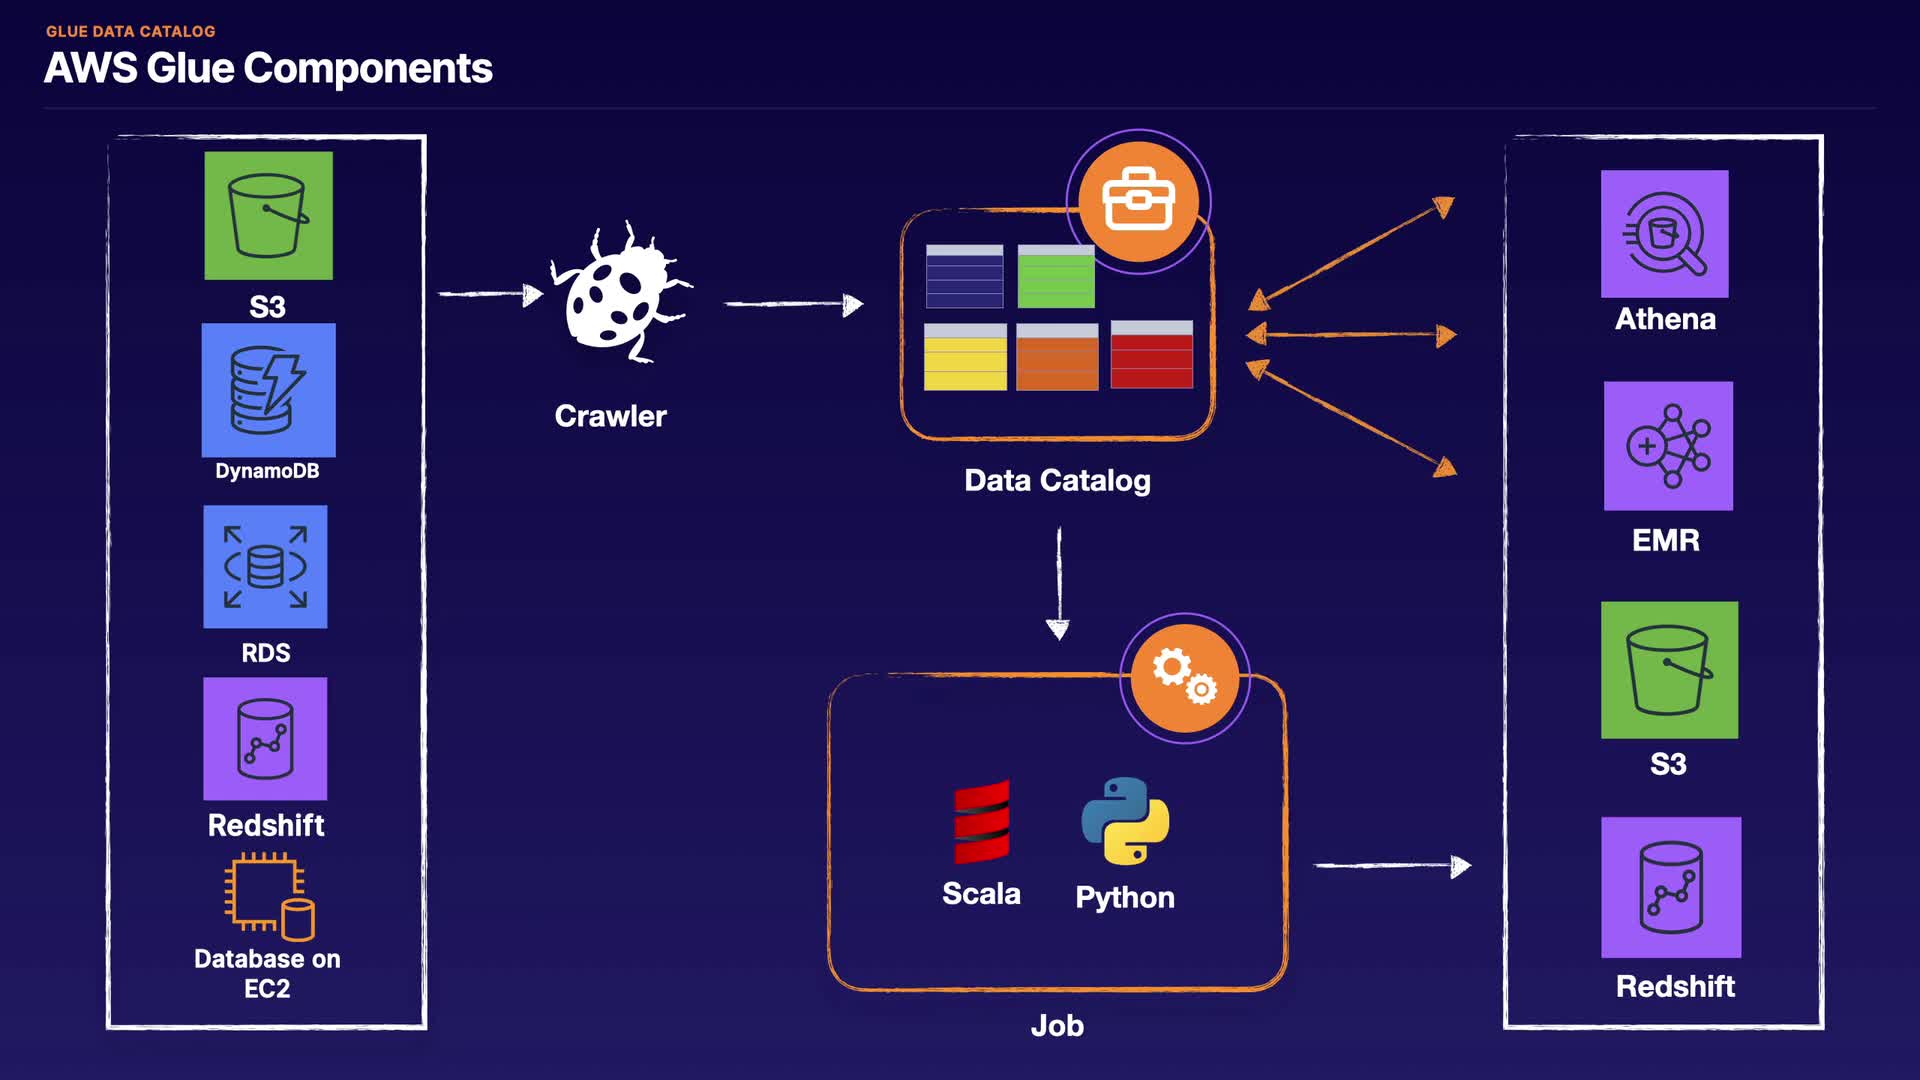 GLUE DATA CATALOG
AWS Glue Components
S3
DynamoDB
RDS
Redshift
Database on
EC2
Crawler
Data Catalog
Scala
Python
Job
Athena
EMR
S3
Redshift